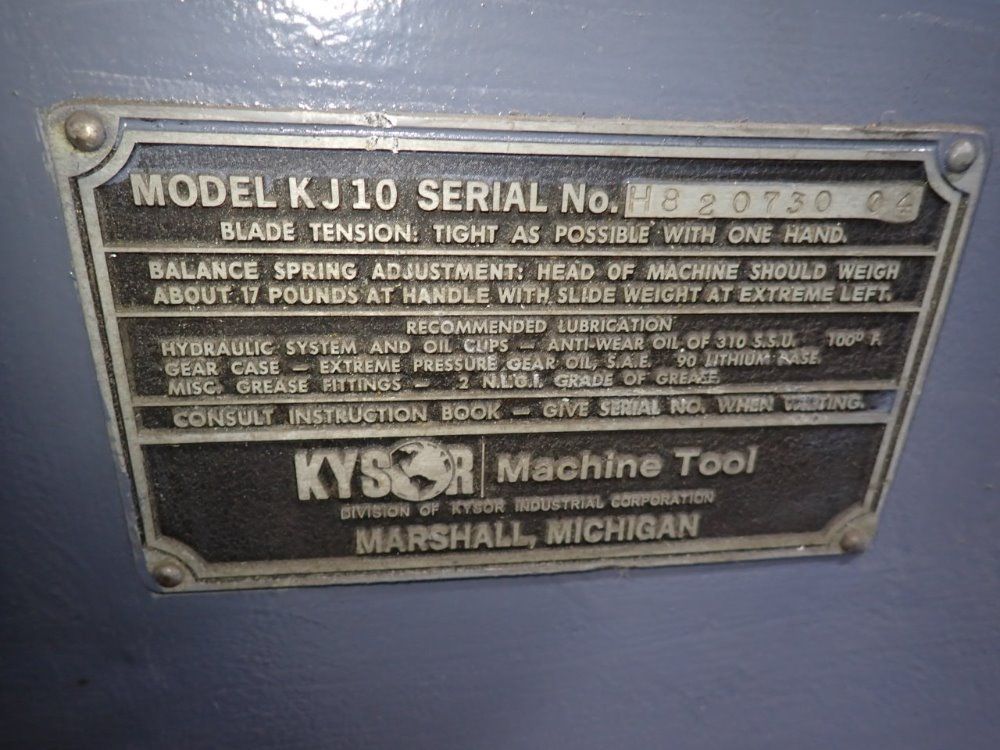 MODEL KJ10 SERIAL No. H820730 04
BLADE TENSION: TIGHT AS POSSIBLE WITH ONE HAND.
BALANCE SPRING ADJUSTMENT: HEAD OF MACHINE SHOULD WEIGH
ABOUT 17 POUNDS AT HANDLE WITH SLIDE WEIGHT AT EXTREME LEFT.
RECOMMENDED LUBRICATION
HYDRAULIC SYSTEM AND OIL CUPS — ANTI-WEAR OIL OF 310 S.S.U. 100° F.
GEAR CASE — EXTREME PRESSURE GEAR OIL, S.A.E. 90 LITHIUM BASE.
MISC. GREASE FITTINGS — 2 N.L.G.I. GRADE OF GREASE.
CONSULT INSTRUCTION BOOK — GIVE SERIAL NO. WHEN WRITING.
KYSOR Machine Tool
DIVISION OF KYSOR INDUSTRIAL CORPORATION
MARSHALL, MICHIGAN